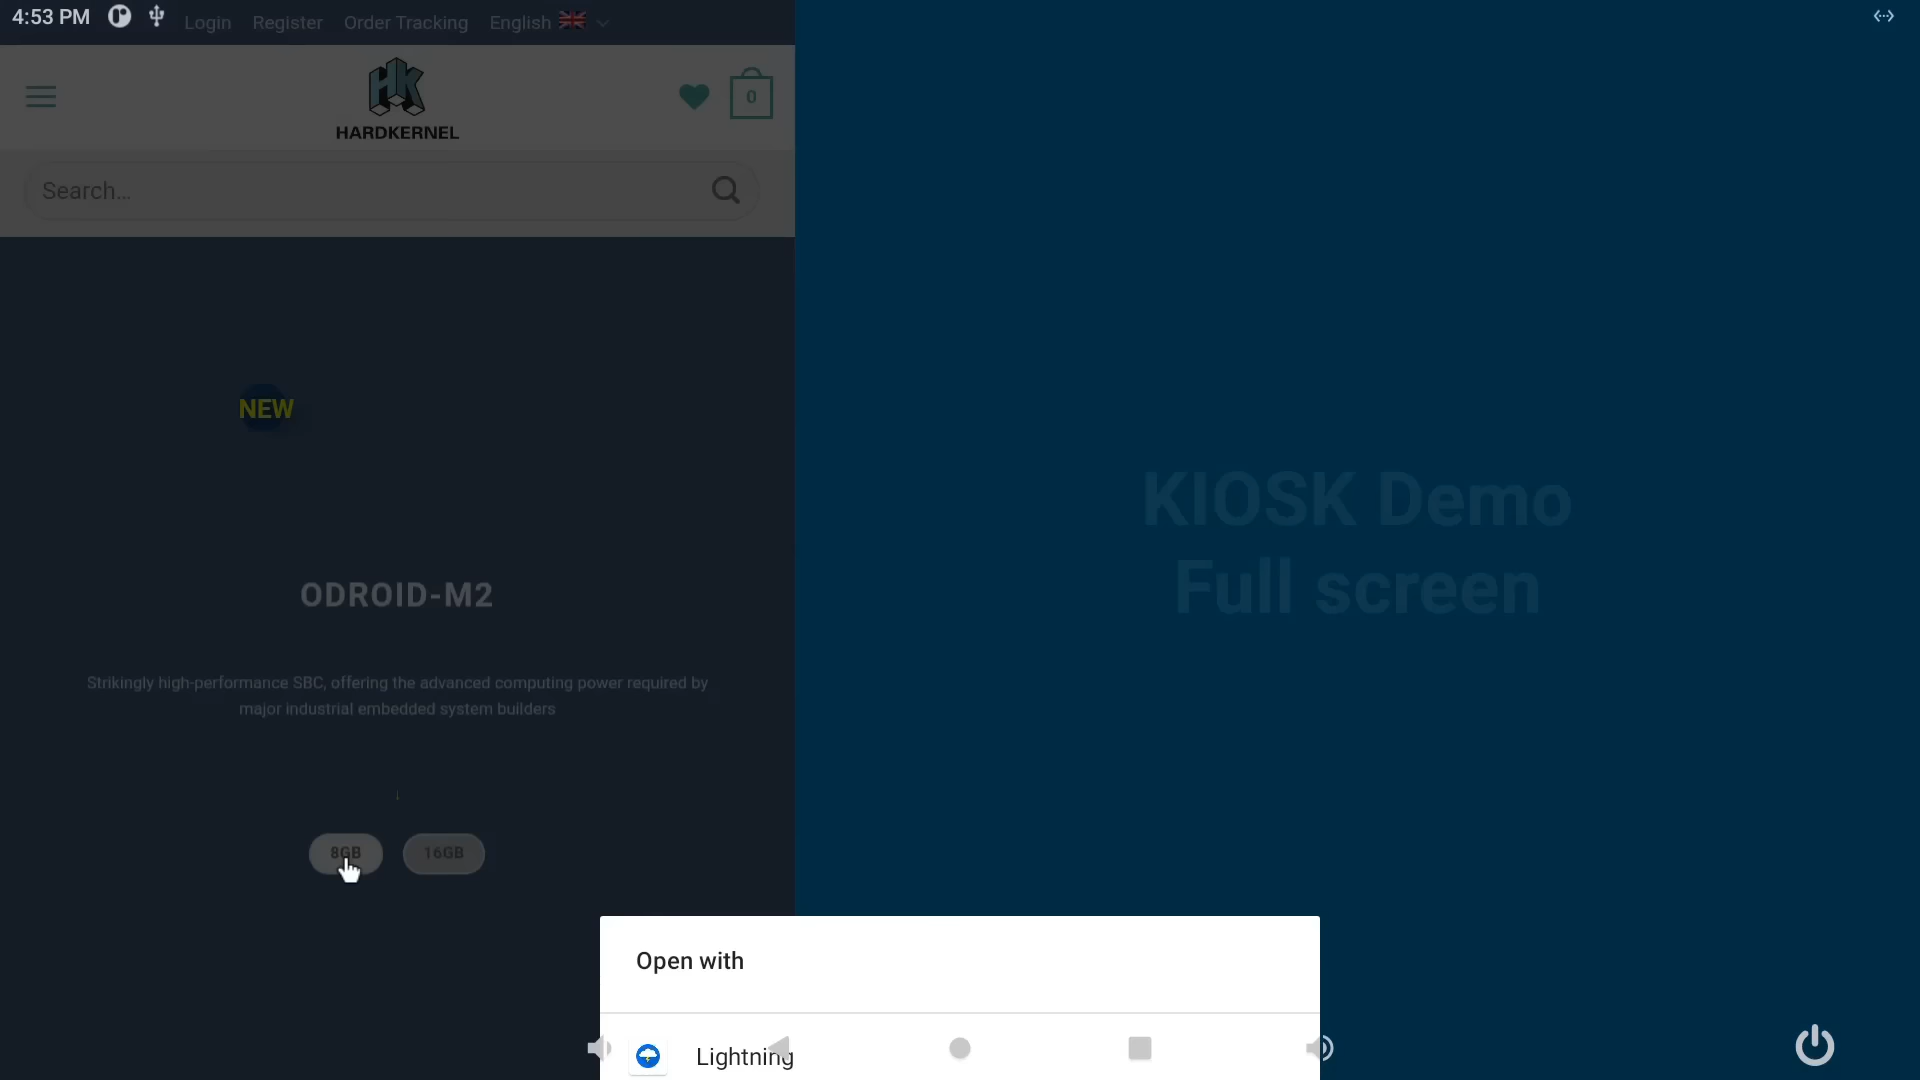 4:53 PM
Login Register Order Tracking English
HARDKERNEL
0
Search...
NEW
ODROID-M2
Strikingly high-performance SBC, offering the advanced computing power required by
major industrial embedded system builders
↓
8GB 16GB
KIOSK Demo
Full screen
Open with
Lightning